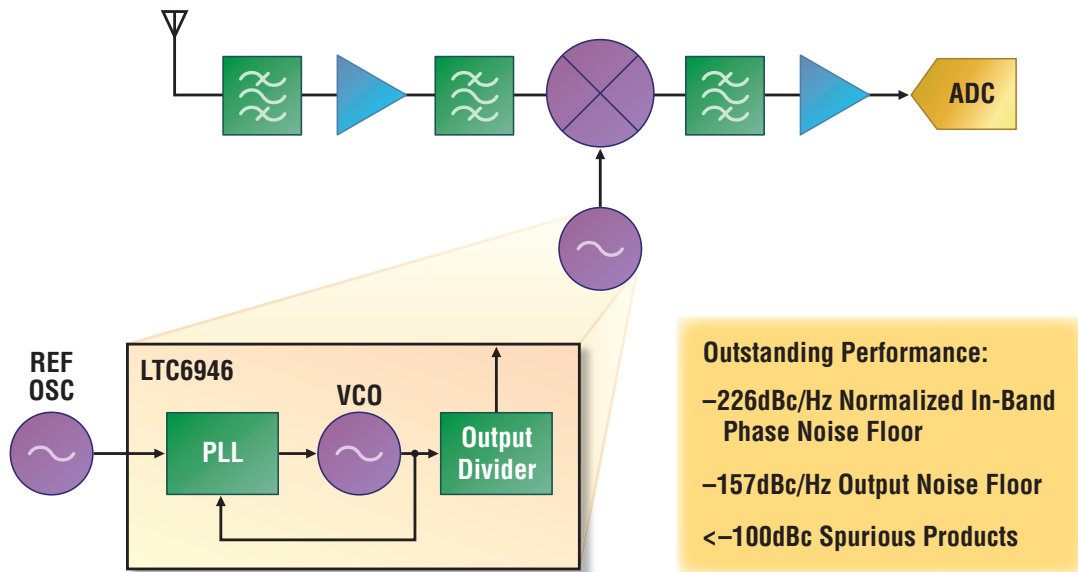 ADC
REF
OSC
LTC6946
PLL
VCO
Output
Divider
Outstanding Performance:
–226dBc/Hz Normalized In-Band
Phase Noise Floor
–157dBc/Hz Output Noise Floor
<–100dBc Spurious Products